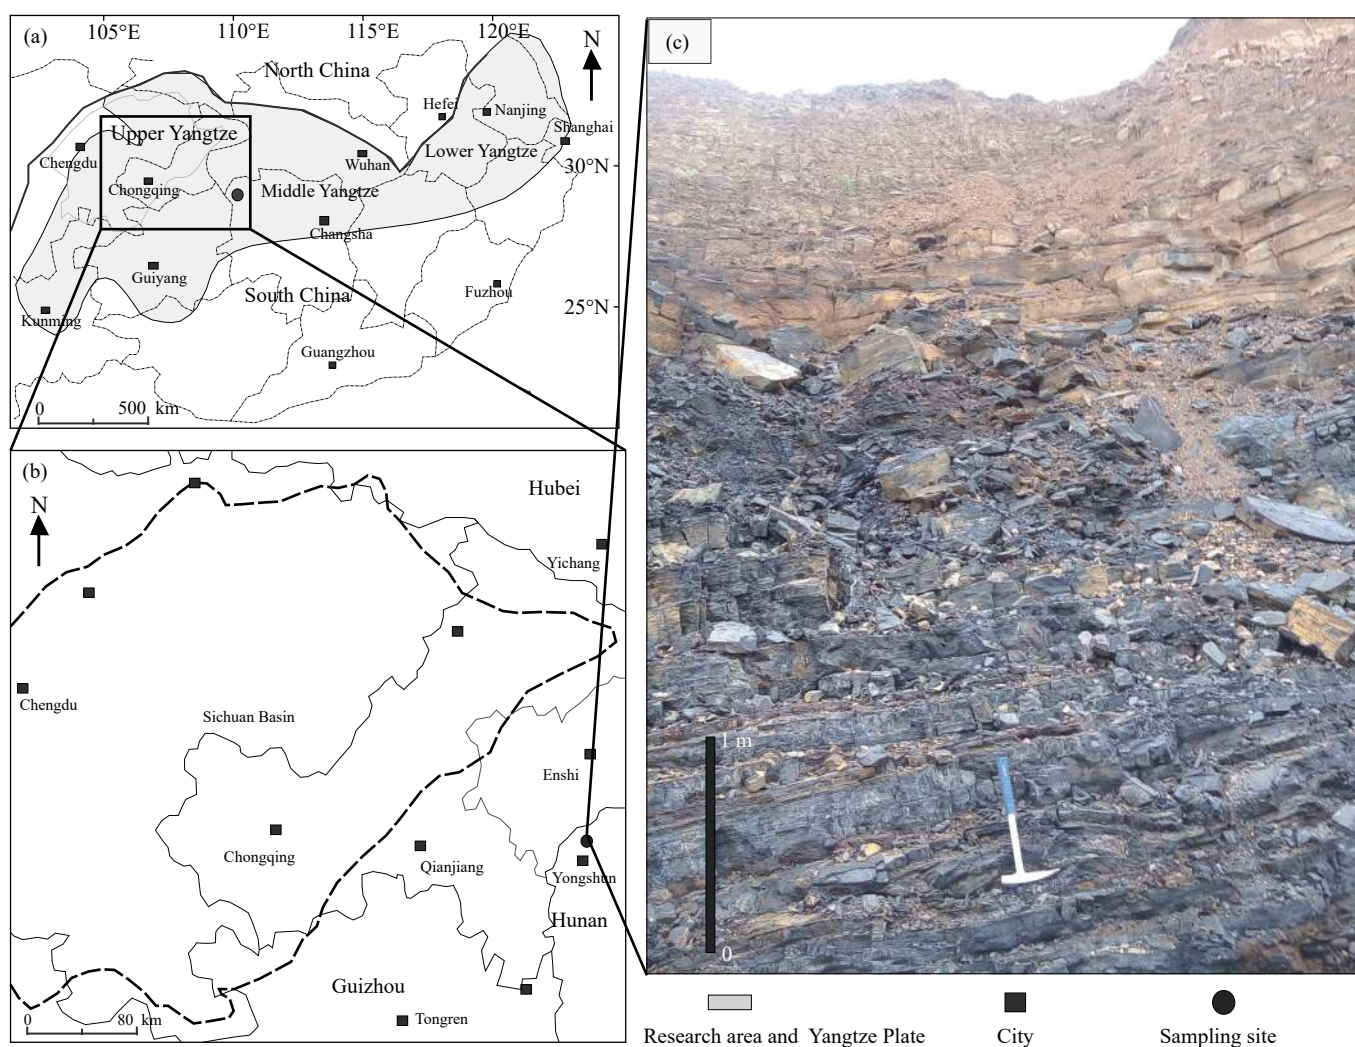 105°E 110°E 115°E 120°E
(a)
N
North China
Hefei
Nanjing
Shanghai
Upper Yangtze
Lower Yangtze
Chengdu
Wuhan
30°N
Chongqing
Middle Yangtze
Changsha
Guiyang
South China
Fuzhou
25°N
Kunming
Guangzhou
0 500 km
(b)
N
Hubei
Yichang
Chengdu
Sichuan Basin
Enshi
Chongqing
Qianjiang
Yongshun
Hunan
Guizhou
0 80 km
Tongren
(c)
1 m
0
Research area and Yangtze Plate
City
Sampling site